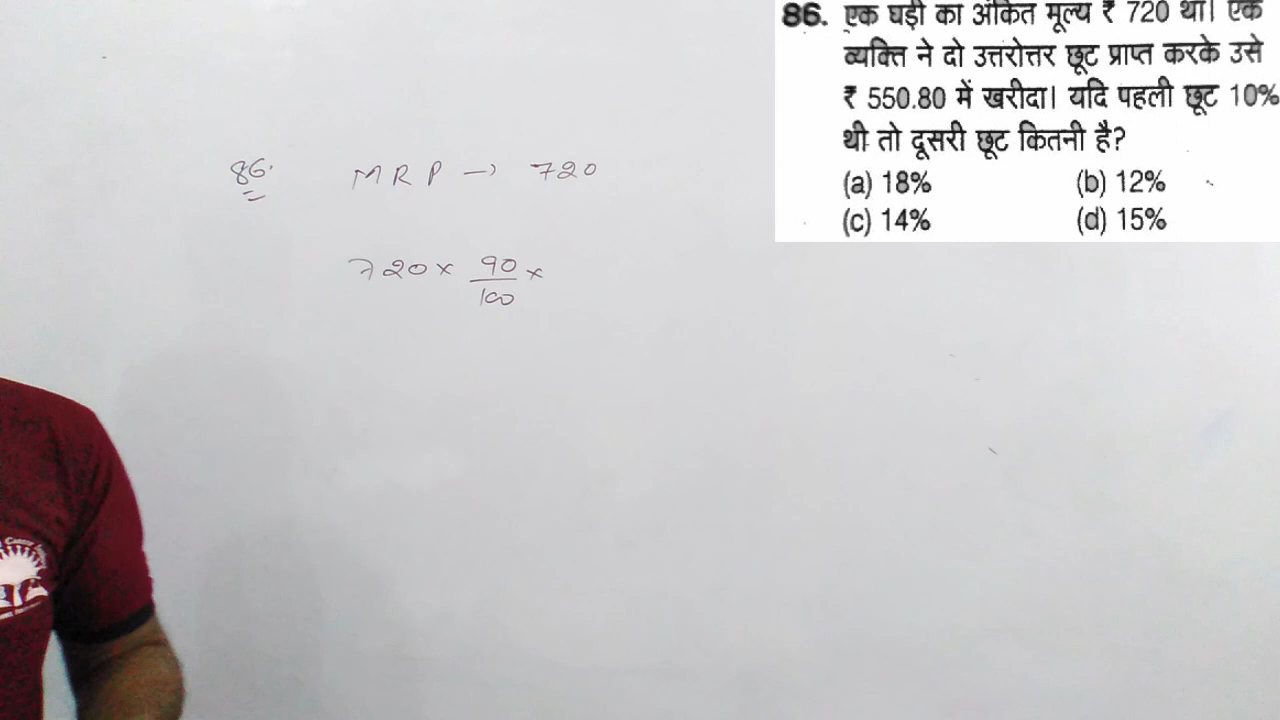 86. एक घड़ी का अंकित मूल्य ₹ 720 था। एक
व्यक्ति ने दो उत्तरोत्तर छूट प्राप्त करके उसे
₹ 550.80 में खरीदा। यदि पहली छूट 10%
थी तो दूसरी छूट कितनी है?
(a) 18% (b) 12%
(c) 14% (d) 15%
86. MRP → 720
720 × 90/100 ×